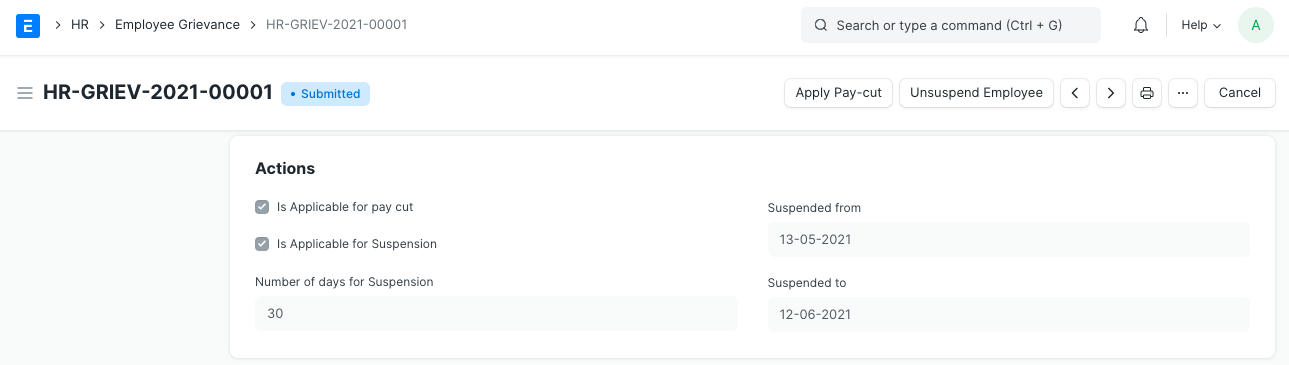 E > HR > Employee Grievance > HR-GRIEV-2021-00001 Search or type a command (Ctrl + G) Help A
HR-GRIEV-2021-00001 • Submitted Apply Pay-cut Unsuspend Employee < > ... Cancel
Actions
Is Applicable for pay cut
Is Applicable for Suspension
Number of days for Suspension
30
Suspended from
13-05-2021
Suspended to
12-06-2021